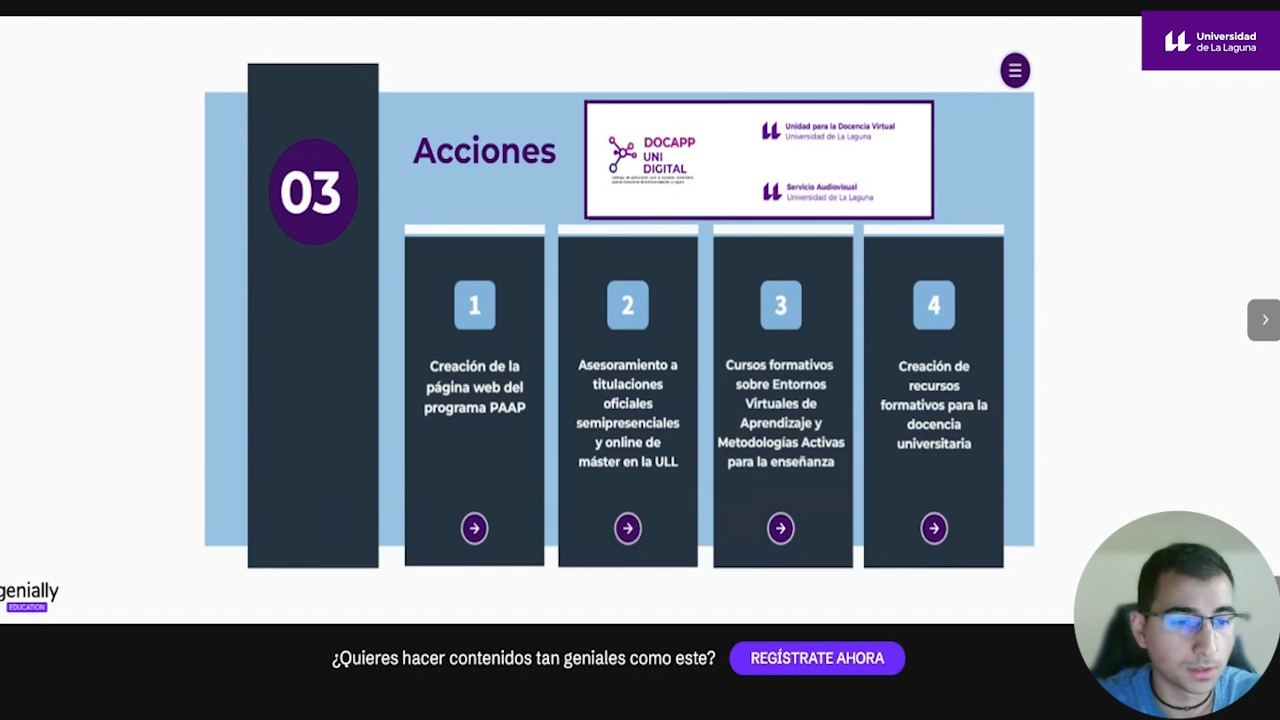 Universidad
de La Laguna
03
Acciones
DOCAPP
UNI
DIGITAL
Unidad para la Docencia Virtual
Universidad de La Laguna
Servicio Audiovisual
Universidad de La Laguna
1
Creación de la
página web del
programa PAAP
2
Asesoramiento a
titulaciones
oficiales
semipresenciales
y online de
máster en la ULL
3
Cursos formativos
sobre Entornos
Virtuales de
Aprendizaje y
Metodologías Activas
para la enseñanza
4
Creación de
recursos
formativos para la
docencia
universitaria
genially
EDUCATION
¿Quieres hacer contenidos tan geniales como este?
REGÍSTRATE AHORA